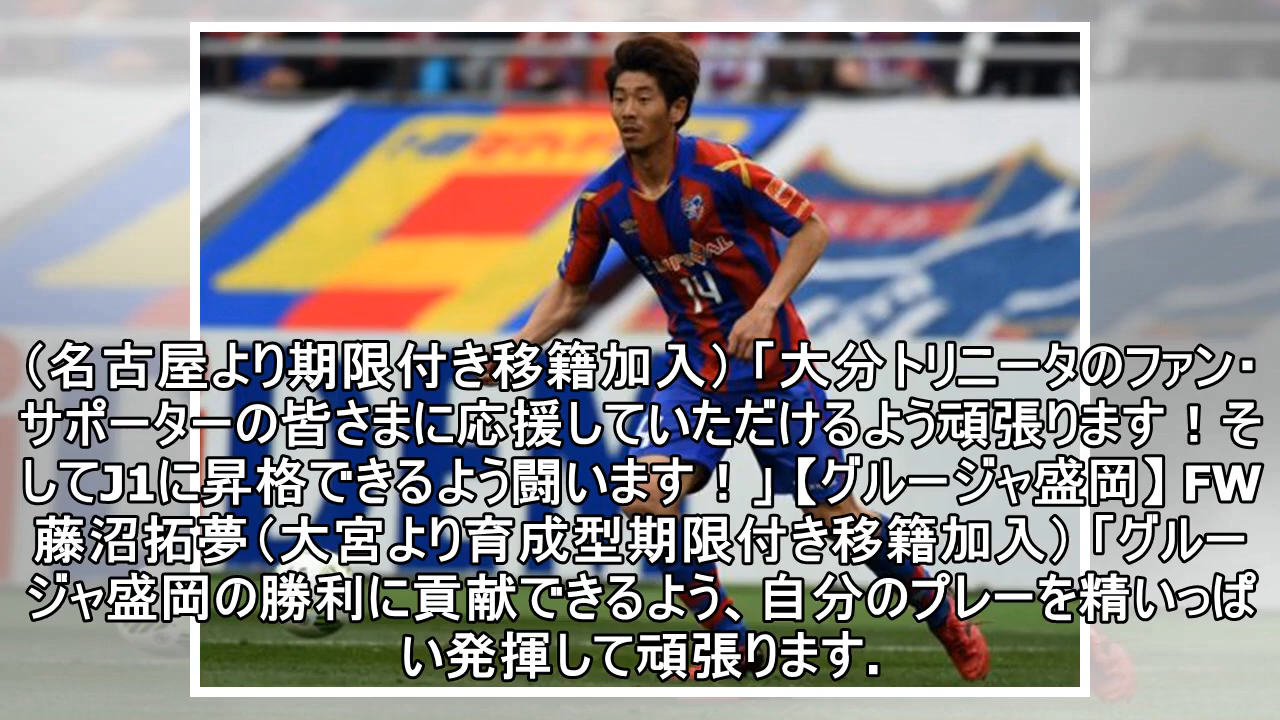 （名古屋より期限付き移籍加入）「大分トリニータのファン・
サポーターの皆さまに応援していただけるよう頑張ります！そ
してJ1に昇格できるよう闘います！」【グルージャ盛岡】 FW
藤沼拓夢（大宮より育成型期限付き移籍加入）「グルー
ジャ盛岡の勝利に貢献できるよう、自分のプレーを精いっぱ
い発揮して頑張ります.
14